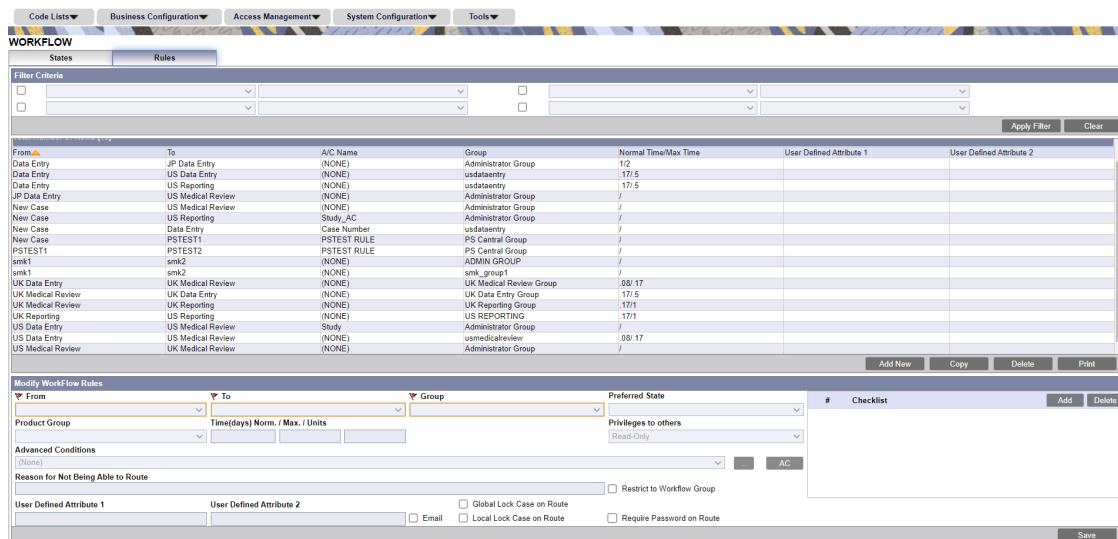 Code Lists▼ Business Configuration▼ Access Management▼ System Configuration▼ Tools▼
WORKFLOW
States Rules
Filter Criteria
Apply Filter Clear
From To A/C Name Group Normal Time/Max Time User Defined Attribute 1 User Defined Attribute 2
Data Entry JP Data Entry (NONE) Administrator Group 1/2
Data Entry US Data Entry (NONE) usdataentry .17/.5
Data Entry US Reporting (NONE) usdataentry .17/.5
JP Data Entry US Medical Review (NONE) Administrator Group /
New Case US Medical Review (NONE) Administrator Group /
New Case US Reporting Study_AC Administrator Group /
New Case Data Entry Case Number usdataentry /
New Case PSTEST1 PSTEST RULE PS Central Group /
PSTEST1 PSTEST2 PSTEST RULE PS Central Group /
smk1 smk2 (NONE) ADMIN GROUP /
smk1 smk2 (NONE) smk_group1 /
UK Data Entry UK Medical Review (NONE) UK Medical Review Group .08/.17
UK Medical Review UK Data Entry (NONE) UK Data Entry Group .17/.5
UK Medical Review UK Reporting (NONE) UK Reporting Group .17/1
UK Reporting US Reporting (NONE) US REPORTING .17/1
US Data Entry US Medical Review Study Administrator Group /
US Data Entry US Medical Review (NONE) usmedicalreview .08/.17
US Medical Review UK Medical Review (NONE) Administrator Group /
Add New Copy Delete Print
Modify WorkFlow Rules
From To Group Preferred State # Checklist Add Delete
Product Group Time(days) Norm. / Max. / Units Privileges to others
Read-Only
Advanced Conditions
(None) ... AC
Reason for Not Being Able to Route
Restrict to Workflow Group
User Defined Attribute 1 User Defined Attribute 2 Global Lock Case on Route
Email Local Lock Case on Route Require Password on Route
Save